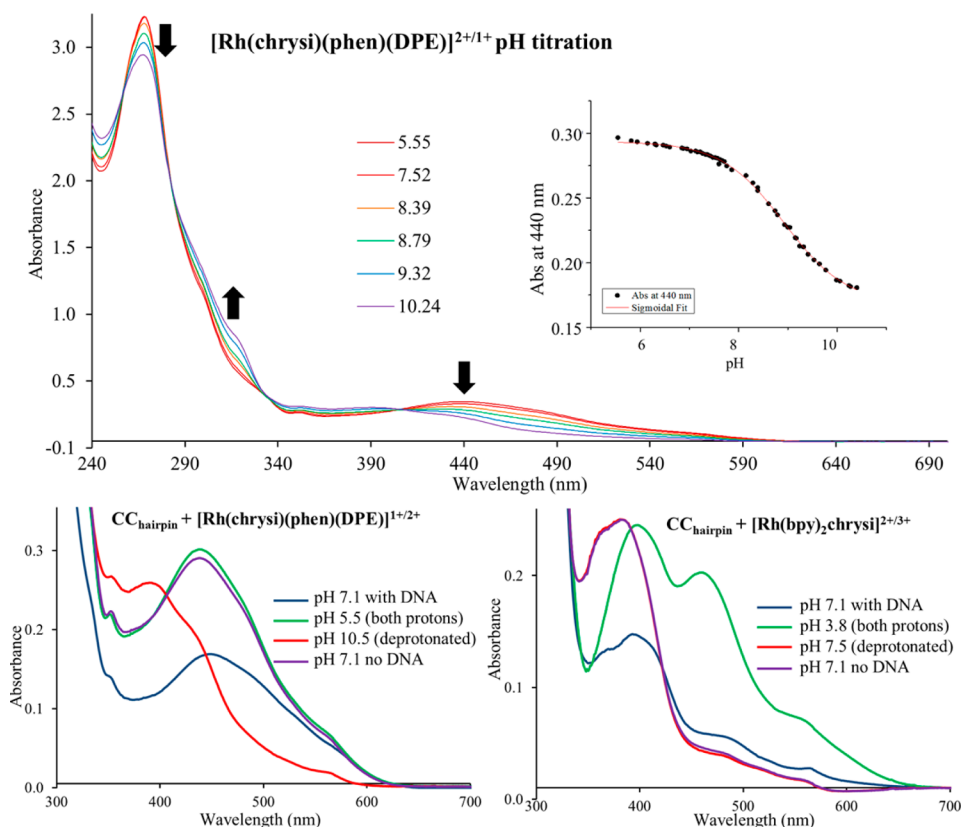 [Rh(chrysi)(phen)(DPE)]2+/1+ pH titration
3.0
2.5
2.0
1.5
1.0
0.5
-0.1
Absorbance
5.55
7.52
8.39
8.79
9.32
10.24
0.30
0.25
0.20
0.15
Abs at 440 nm
Abs at 440 nm
Sigmoidal Fit
6 8 10
pH
240 290 340 390 440 490 540 590 640 690
Wavelength (nm)
CChairpin + [Rh(chrysi)(phen)(DPE)]1+/2+
0.3
0.2
0.1
0.0
Absorbance
pH 7.1 with DNA
pH 5.5 (both protons)
pH 10.5 (deprotonated)
pH 7.1 no DNA
300 400 500 600 700
Wavelength (nm)
CChairpin + [Rh(bpy)2chrysi]2+/3+
0.2
0.1
0.0
Absorbance
pH 7.1 with DNA
pH 3.8 (both protons)
pH 7.5 (deprotonated)
pH 7.1 no DNA
300 400 500 600 700
Wavelength (nm)